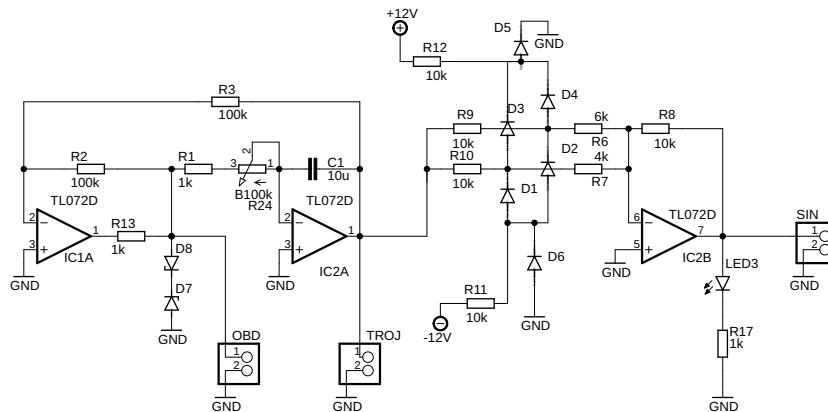 +12V
D5
GND
R12
10k
D4
R3
100k
R9
10k
D3
6k
R6
R8
10k
R2
100k
R1
1k
2
3
1
B100k
R24
C1
10u
R10
10k
D2
4k
R7
D1
TL072D
2
3
1
IC1A
GND
R13
1k
D8
D7
GND
TL072D
2
3
1
IC2A
GND
D6
GND
R11
10k
-12V
6
5
7
TL072D
IC2B
GND
LED3
R17
1k
GND
SIN
1
2
GND
OBD
1
2
GND
TROJ
1
2
GND